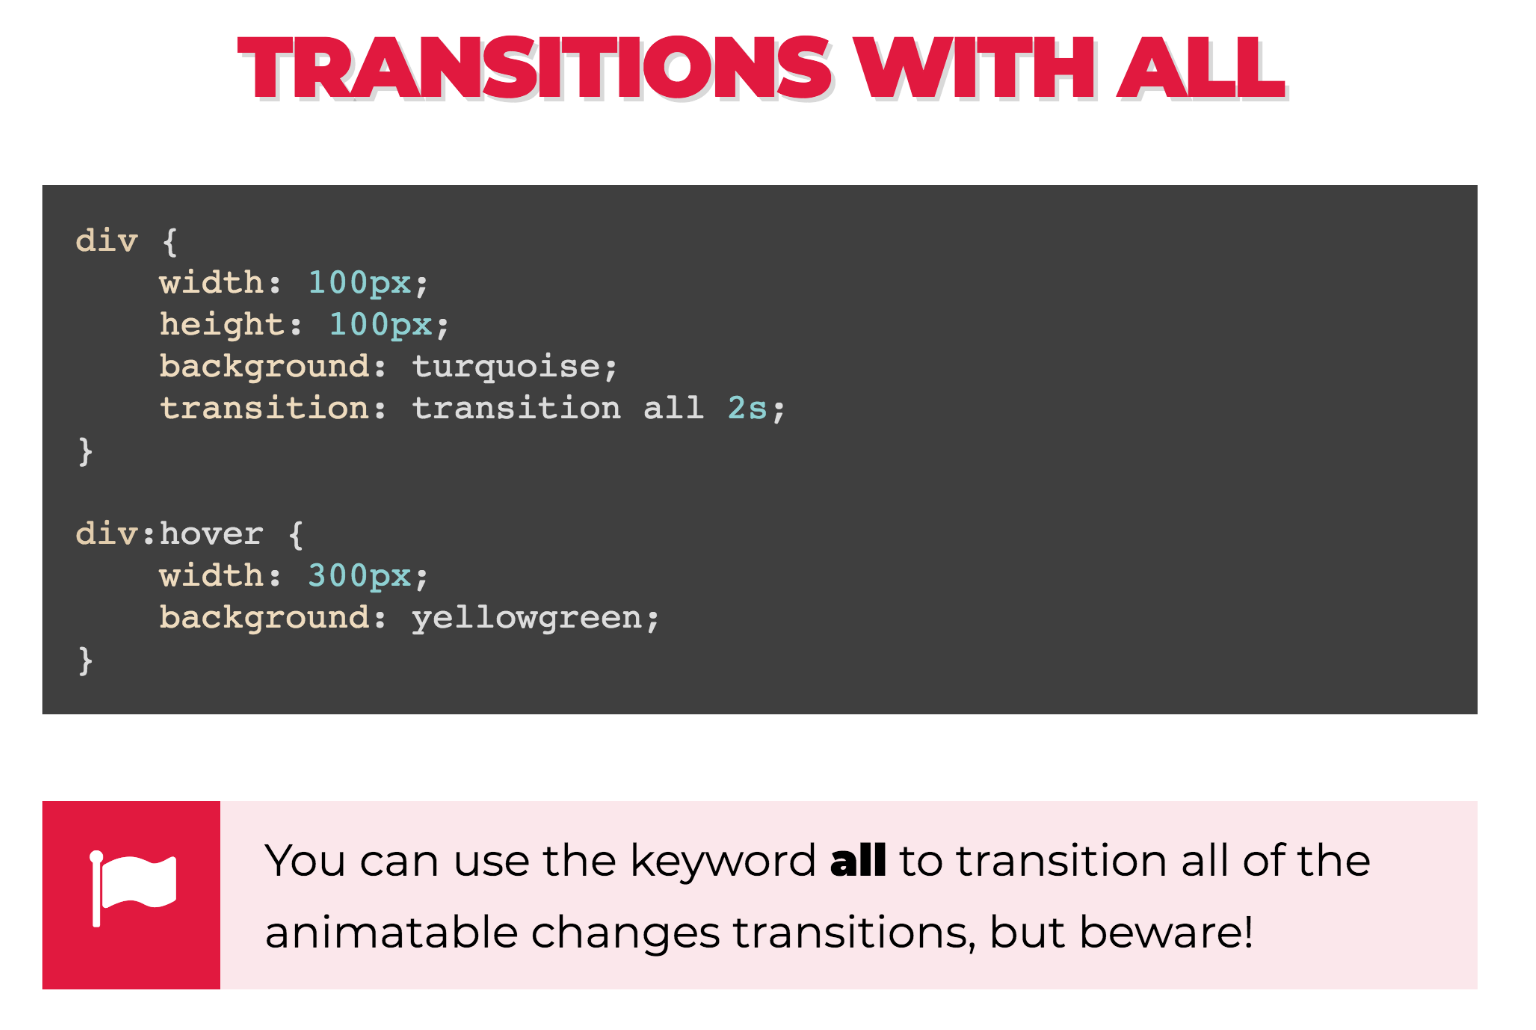 TRANSITIONS WITH ALL
div {
    width: 100px;
    height: 100px;
    background: turquoise;
    transition: transition all 2s;
}
div:hover {
    width: 300px;
    background: yellowgreen;
}
You can use the keyword all to transition all of the
animatable changes transitions, but beware!